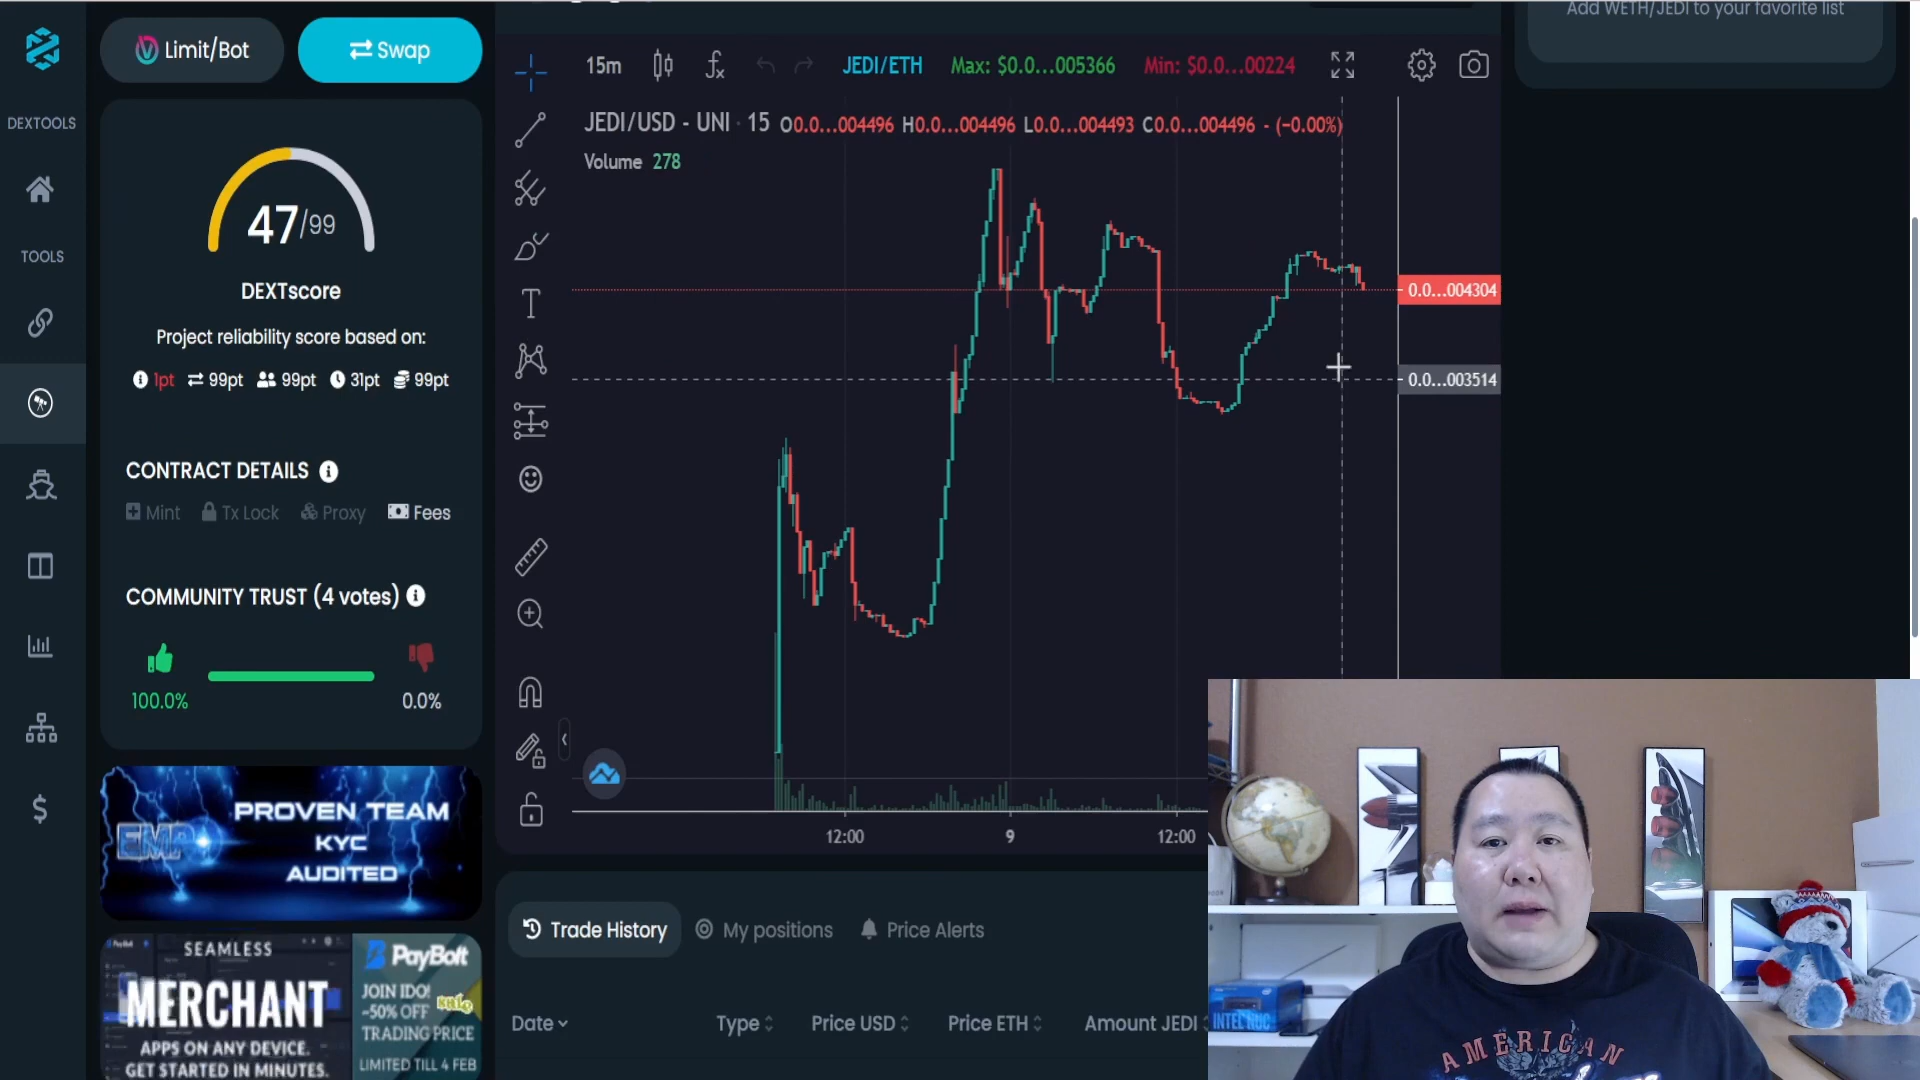 Add WETH/JEDI to your favorite list
Limit/Bot
Swap
15m
JEDI/ETH
Max: $0.0...005366
Min: $0.0...00224
DEXTOOLS
TOOLS
JEDI/USD - UNI · 15 O0.0...004496 H0.0...004496 L0.0...004493 C0.0...004496 - (-0.00%)
Volume 278
47/99
DEXTscore
Project reliability score based on:
1pt 99pt 99pt 31pt 99pt
CONTRACT DETAILS
Mint Tx Lock Proxy Fees
COMMUNITY TRUST (4 votes)
100.0%
0.0%
0.0...004304
0.0...003514
12:00
9
12:00
PROVEN TEAM
KYC
AUDITED
EMP
SEAMLESS
MERCHANT
APPS ON ANY DEVICE.
GET STARTED IN MINUTES.
PayBolt
JOIN IDO!
-50% OFF
TRADING PRICE
LIMITED TILL 4 FEB
Trade History
My positions
Price Alerts
Date
Type
Price USD
Price ETH
Amount JEDI
INTEL NUC
AMERICAN